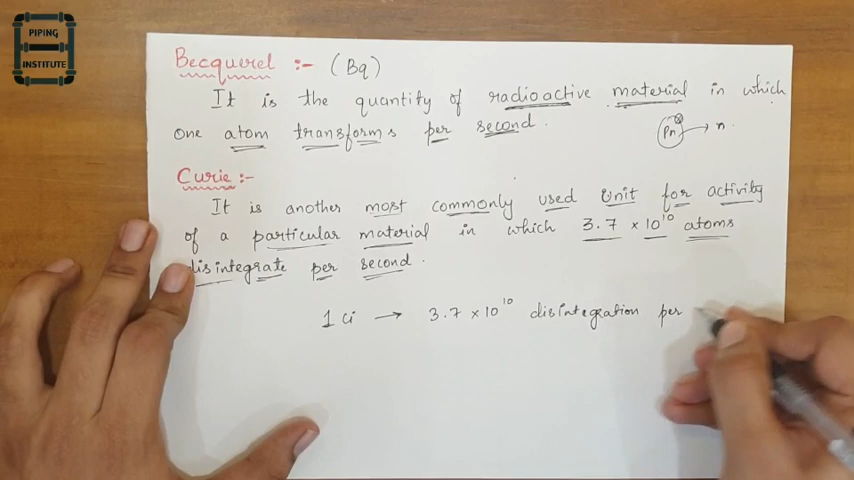 PIPING
INSTITUTE
Becquerel :- (Bq)
It is the quantity of radioactive material in which
one atom transforms per second.
Pn → n
Curie :-
It is another most commonly used Unit for activity
of a particular material in which 3.7 × 10¹⁰ atoms
disintegrate per second.
1 Ci → 3.7 × 10¹⁰ disintegration per